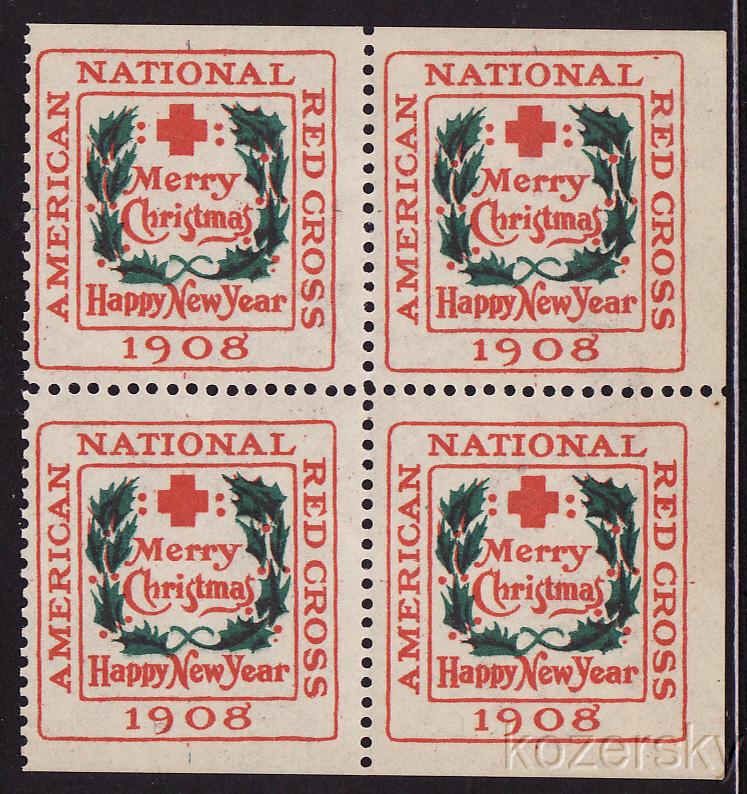 NATIONAL
AMERICAN
RED CROSS
Merry
Christmas
Happy New Year
1908
NATIONAL
AMERICAN
RED CROSS
Merry
Christmas
Happy New Year
1908
NATIONAL
AMERICAN
RED CROSS
Merry
Christmas
Happy New Year
1908
NATIONAL
AMERICAN
RED CROSS
Merry
Christmas
Happy New Year
1908
kozersky